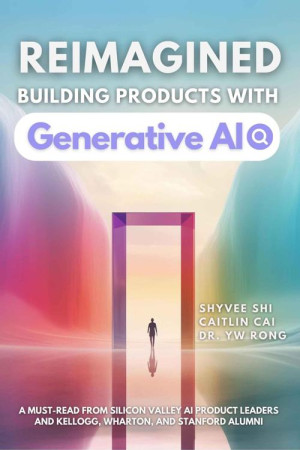 REIMAGINED
BUILDING PRODUCTS WITH
Generative AI
SHYVEE SHI
CAITLIN CAI
DR. YW RONG
A MUST-READ FROM SILICON VALLEY AI PRODUCT LEADERS
AND KELLOGG, WHARTON, AND STANFORD ALUMNI